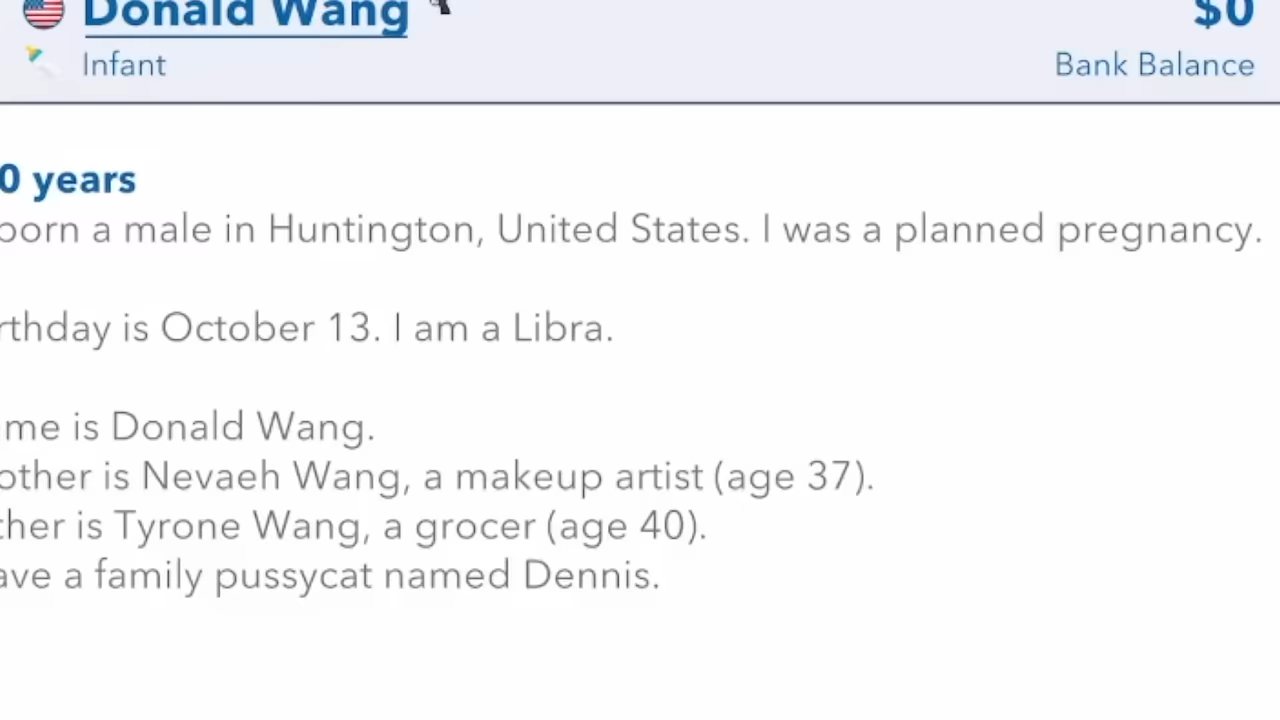 Donald Wang $0
Infant Bank Balance
0 years
born a male in Huntington, United States. I was a planned pregnancy.
rthday is October 13. I am a Libra.
me is Donald Wang.
other is Nevaeh Wang, a makeup artist (age 37).
ther is Tyrone Wang, a grocer (age 40).
ave a family pussycat named Dennis.